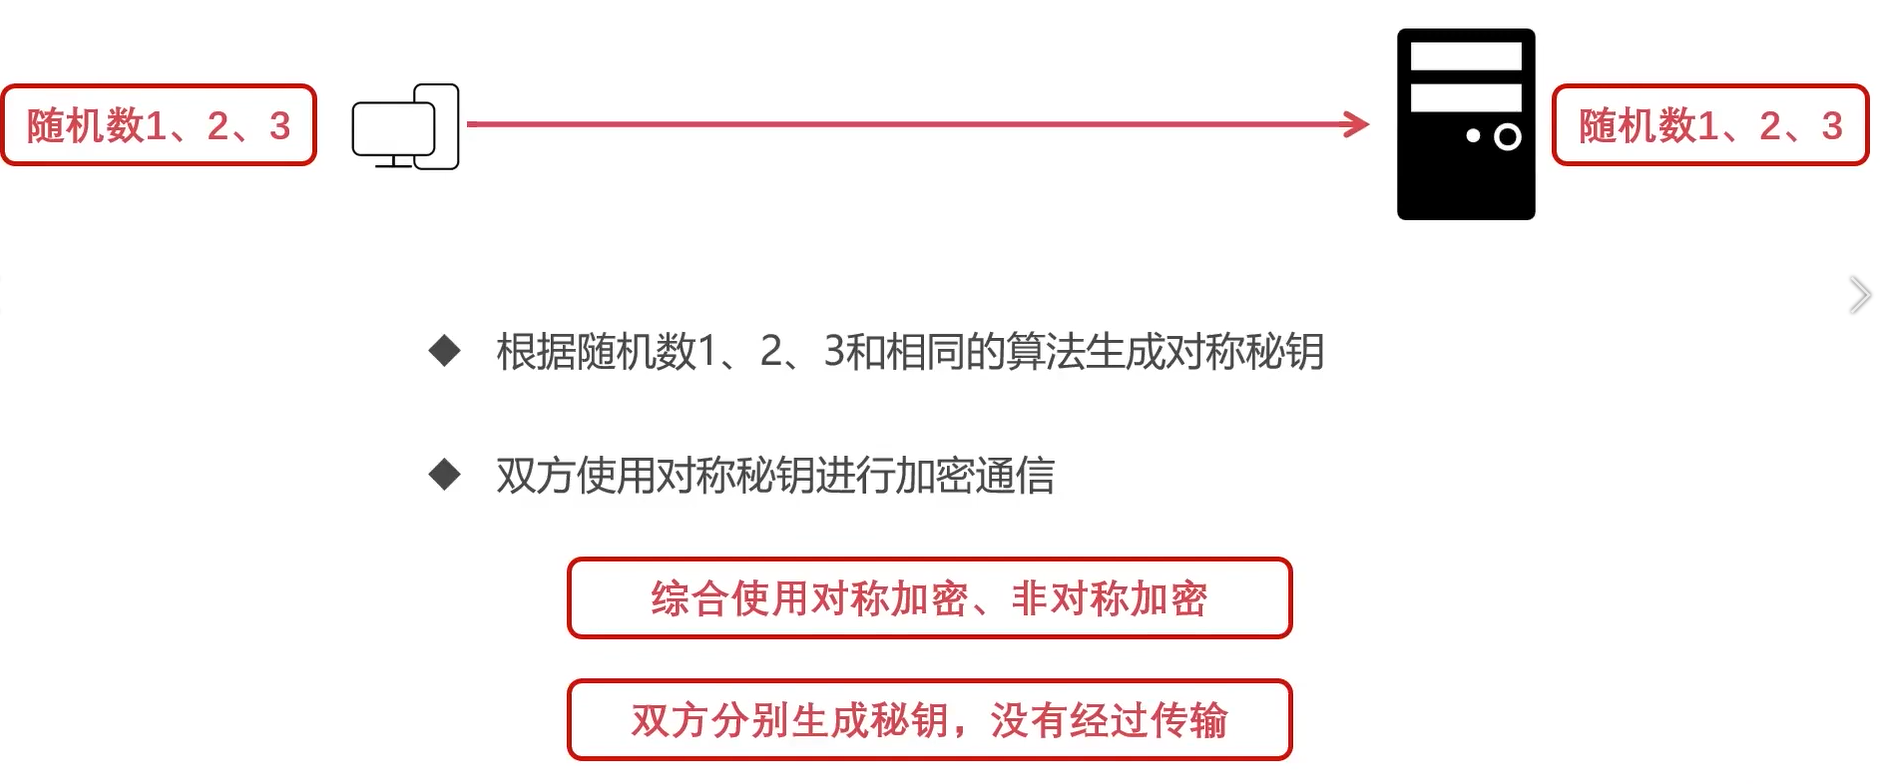 随机数1、2、3
随机数1、2、3
◆ 根据随机数1、2、3和相同的算法生成对称秘钥
◆ 双方使用对称秘钥进行加密通信
综合使用对称加密、非对称加密
双方分别生成秘钥，没有经过传输